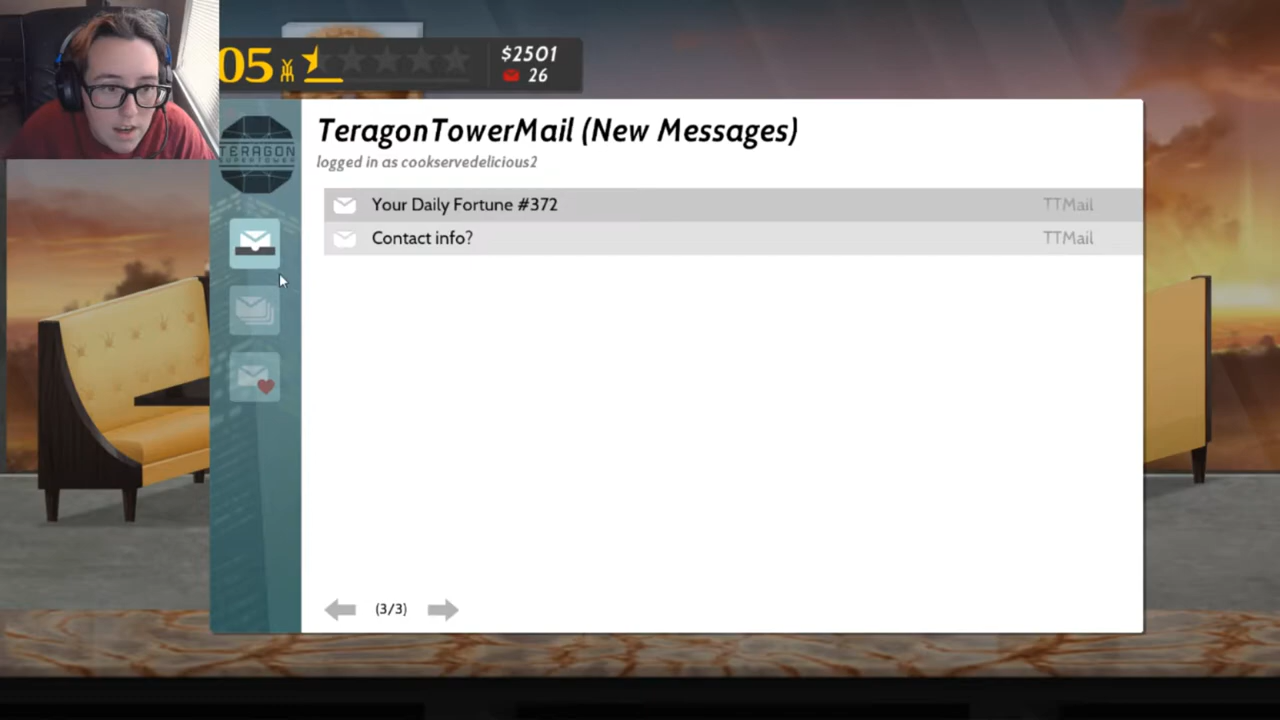 05
$2501
26
TERAGON
SUPERTOWER
TeragonTowerMail (New Messages)
logged in as cookservedelicious2
Your Daily Fortune #372 TTMail
Contact info? TTMail
(3/3)